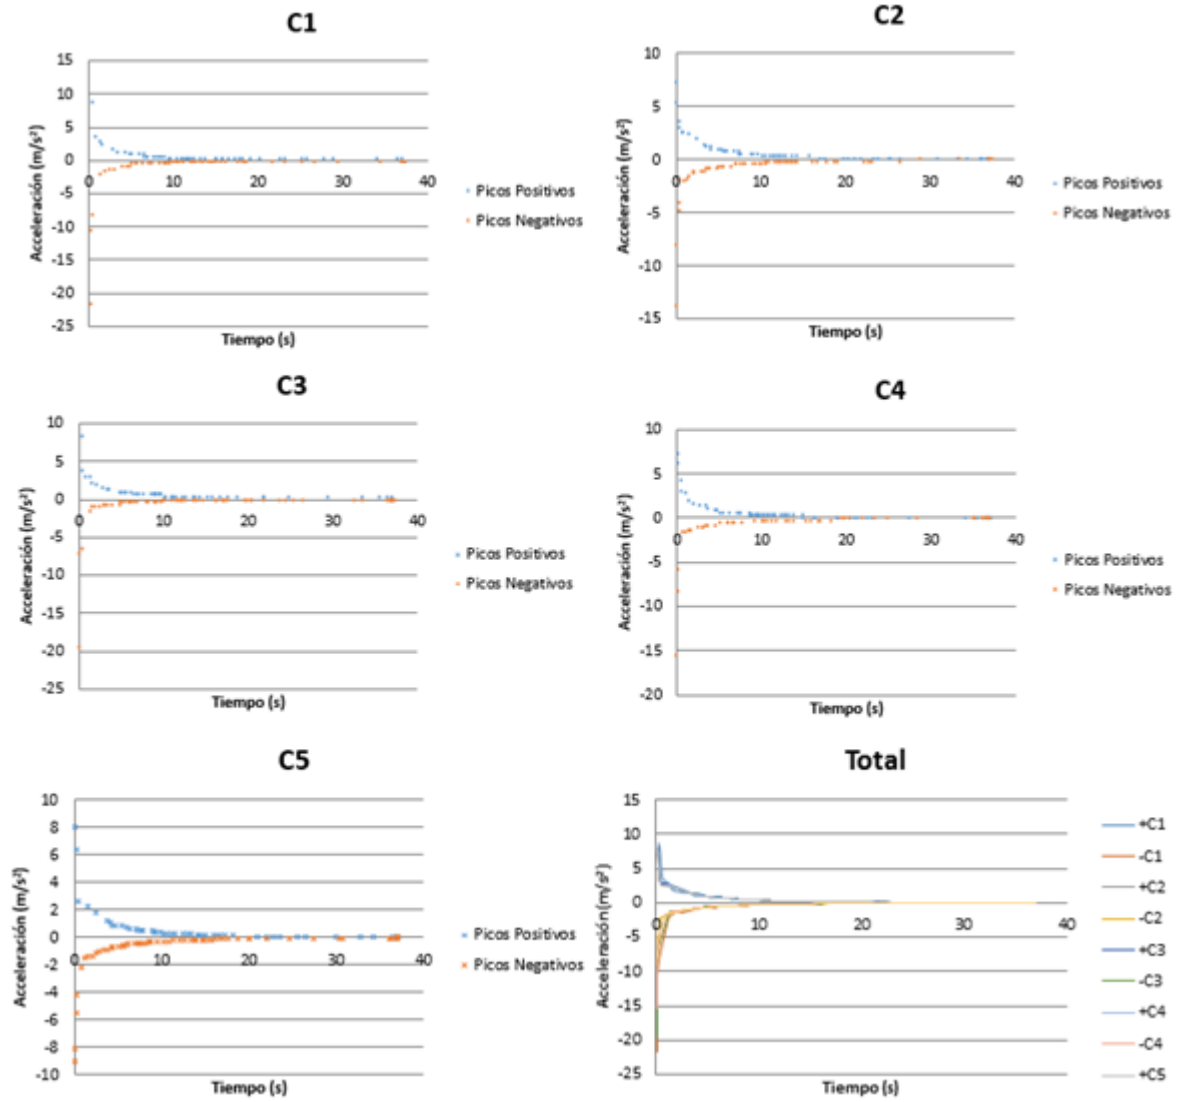 C1
15
10
5
0
-5
-10
-15
-20
-25
0 10 20 30 40
Acceleración (m/s²)
Tiempo (s)
Picos Positivos
Picos Negativos
C2
10
5
0
-5
-10
-15
0 10 20 30 40
Acceleración (m/s²)
Tiempo (s)
Picos Positivos
Picos Negativos
C3
10
5
0
-5
-10
-15
-20
-25
0 10 20 30 40
Acceleración (m/s²)
Tiempo (s)
Picos Positivos
Picos Negativos
C4
10
5
0
-5
-10
-15
-20
0 10 20 30 40
Acceleración (m/s²)
Tiempo (s)
Picos Positivos
Picos Negativos
C5
10
8
6
4
2
0
-2
-4
-6
-8
-10
0 10 20 30 40
Acceleración (m/s²)
Tiempo (s)
Picos Positivos
Picos Negativos
Total
15
10
5
0
-5
-10
-15
-20
-25
0 10 20 30 40
Acceleración(m/s²)
Tiempo (s)
+C1
-C1
+C2
-C2
+C3
-C3
+C4
-C4
+C5